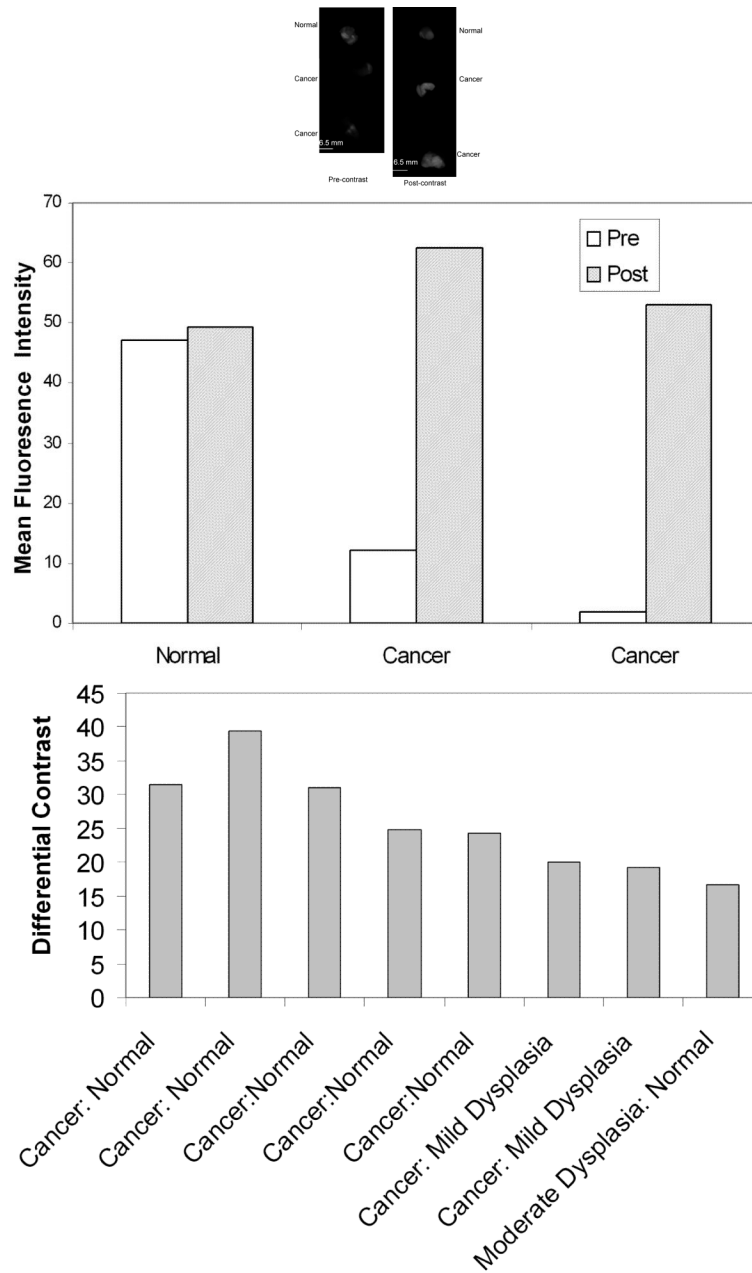 Normal
Cancer
Cancer
6.5 mm
Pre-contrast
Normal
Cancer
Cancer
6.5 mm
Post-contrast
Mean Fluoresence Intensity
70
60
50
40
30
20
10
0
Pre
Post
Normal
Cancer
Cancer
Differential Contrast
45
40
35
30
25
20
15
10
5
0
Cancer: Normal
Cancer: Normal
Cancer:Normal
Cancer:Normal
Cancer:Normal
Cancer: Mild Dysplasia
Cancer: Mild Dysplasia
Moderate Dysplasia: Normal